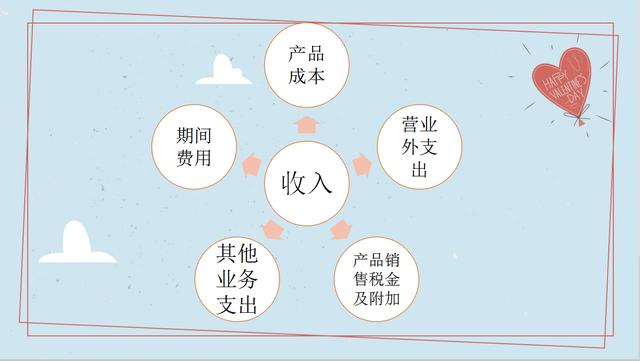 产品
成本
HAPPY
VALENTINE'S
DAY
期间
费用
营业
外支
出
收入
其他
业务
支出
产品销
售税金
及附加